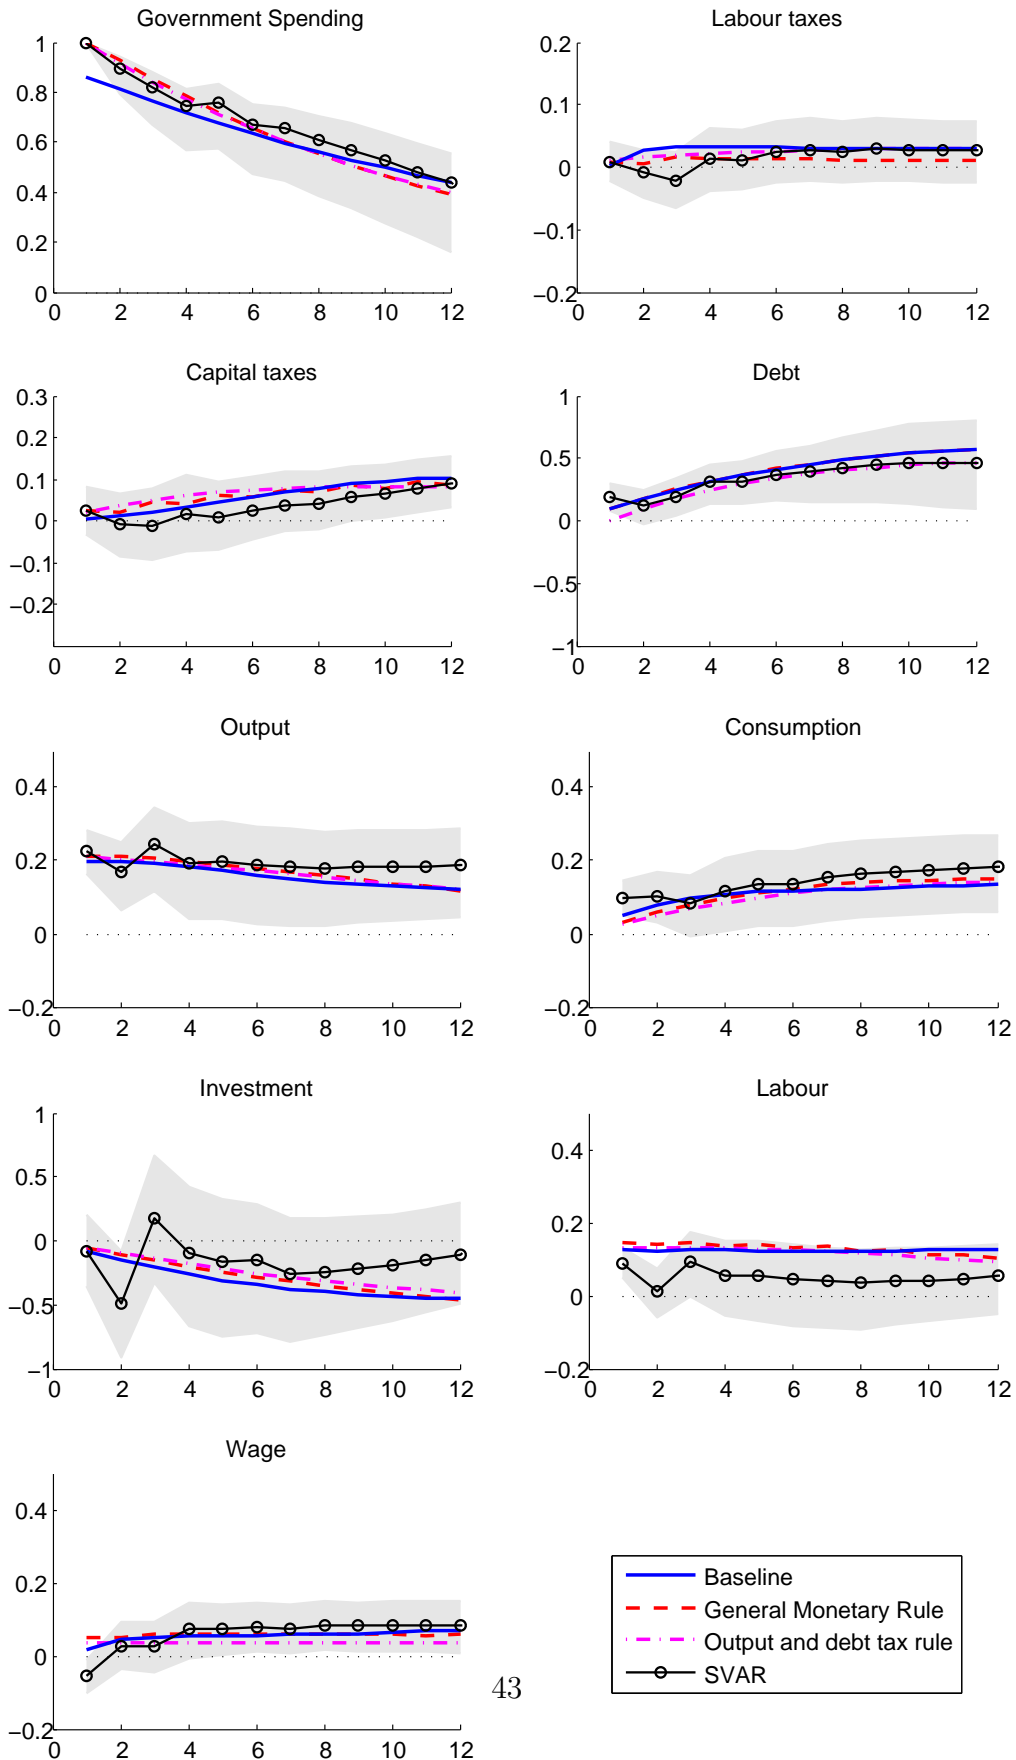 Government Spending
1
0.8
0.6
0.4
0.2
0
0 2 4 6 8 10 12
Labour taxes
0.2
0.1
0
−0.1
−0.2
0 2 4 6 8 10 12
Capital taxes
0.3
0.2
0.1
0
−0.1
−0.2
0 2 4 6 8 10 12
Debt
1
0.5
0
−0.5
−1
0 2 4 6 8 10 12
Output
0.4
0.2
0
−0.2
0 2 4 6 8 10 12
Consumption
0.4
0.2
0
−0.2
0 2 4 6 8 10 12
Investment
1
0.5
0
−0.5
−1
0 2 4 6 8 10 12
Labour
0.4
0.2
0
−0.2
0 2 4 6 8 10 12
Wage
0.4
0.2
0
−0.2
0 2 4 6 8 10 12
Baseline
General Monetary Rule
Output and debt tax rule
SVAR
43